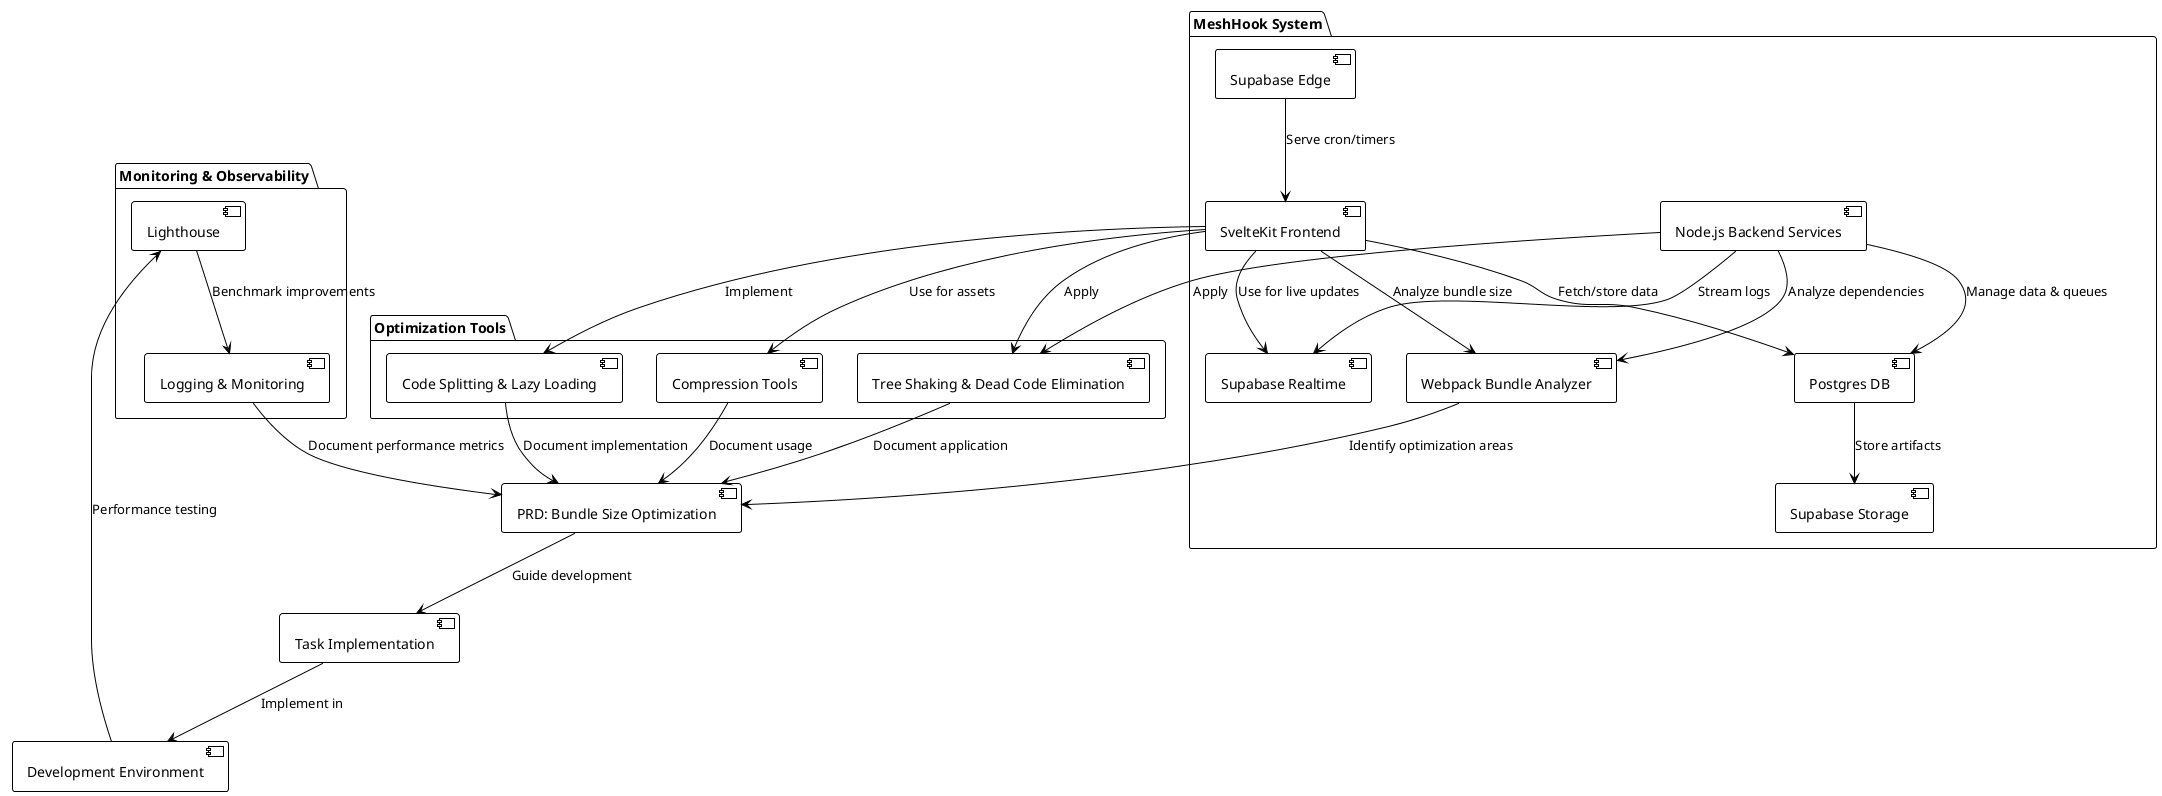 MeshHook System
Supabase Edge
Serve cron/timers
Monitoring & Observability
Lighthouse
SvelteKit Frontend
Node.js Backend Services
Benchmark improvements
Implement
Use for assets
Apply
Apply
Use for live updates
Analyze bundle size
Fetch/store data
Stream logs
Analyze dependencies
Manage data & queues
Optimization Tools
Logging & Monitoring
Code Splitting & Lazy Loading
Compression Tools
Tree Shaking & Dead Code Elimination
Supabase Realtime
Webpack Bundle Analyzer
Postgres DB
Document performance metrics
Document implementation
Document usage
Document application
Identify optimization areas
Store artifacts
Performance testing
PRD: Bundle Size Optimization
Supabase Storage
Guide development
Task Implementation
Implement in
Development Environment